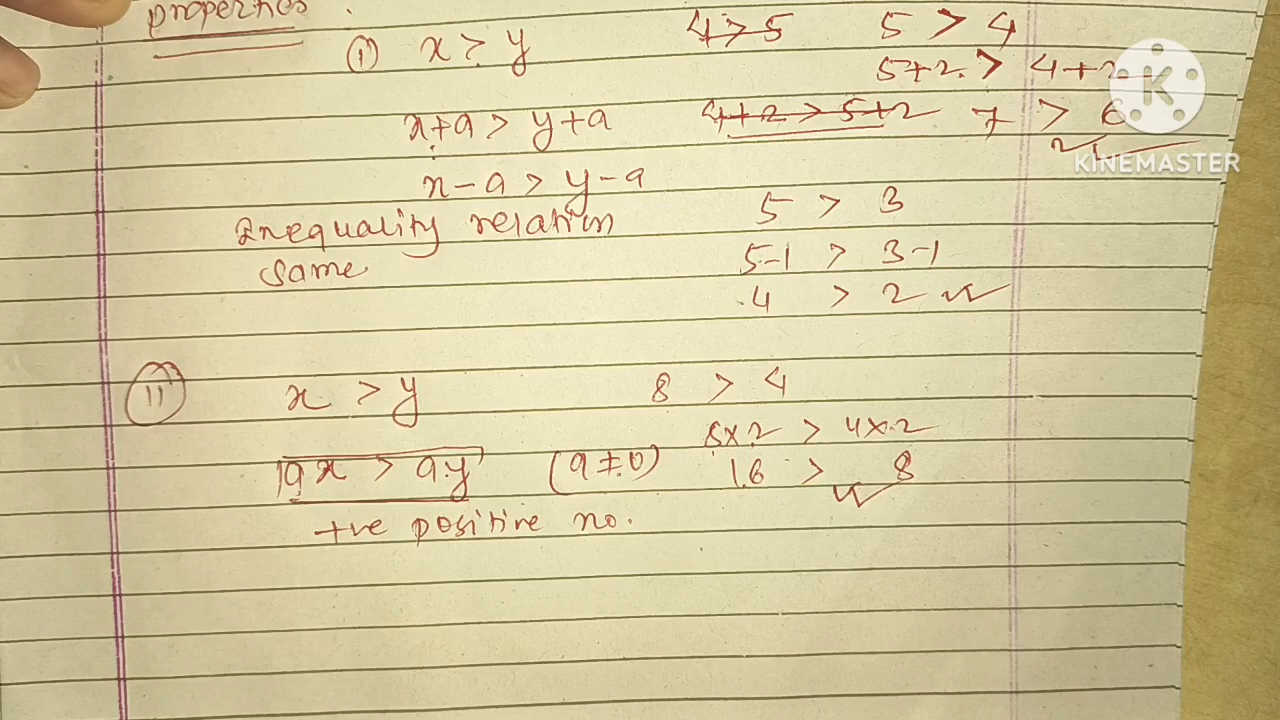 properties.
(i) x > y 4 > 5 5 > 4
5+2 > 4+2
x+a > y+a 4+2 > 5+2 7 > 6
x-a > y-a
KINEMASTER
5 > 3
Inequality relation
5-1 > 3-1
same
4 > 2
(ii) x > y 8 > 4
8×2 > 4×2
ax > ay (a≠0) 16 > 8
+ve positive no.